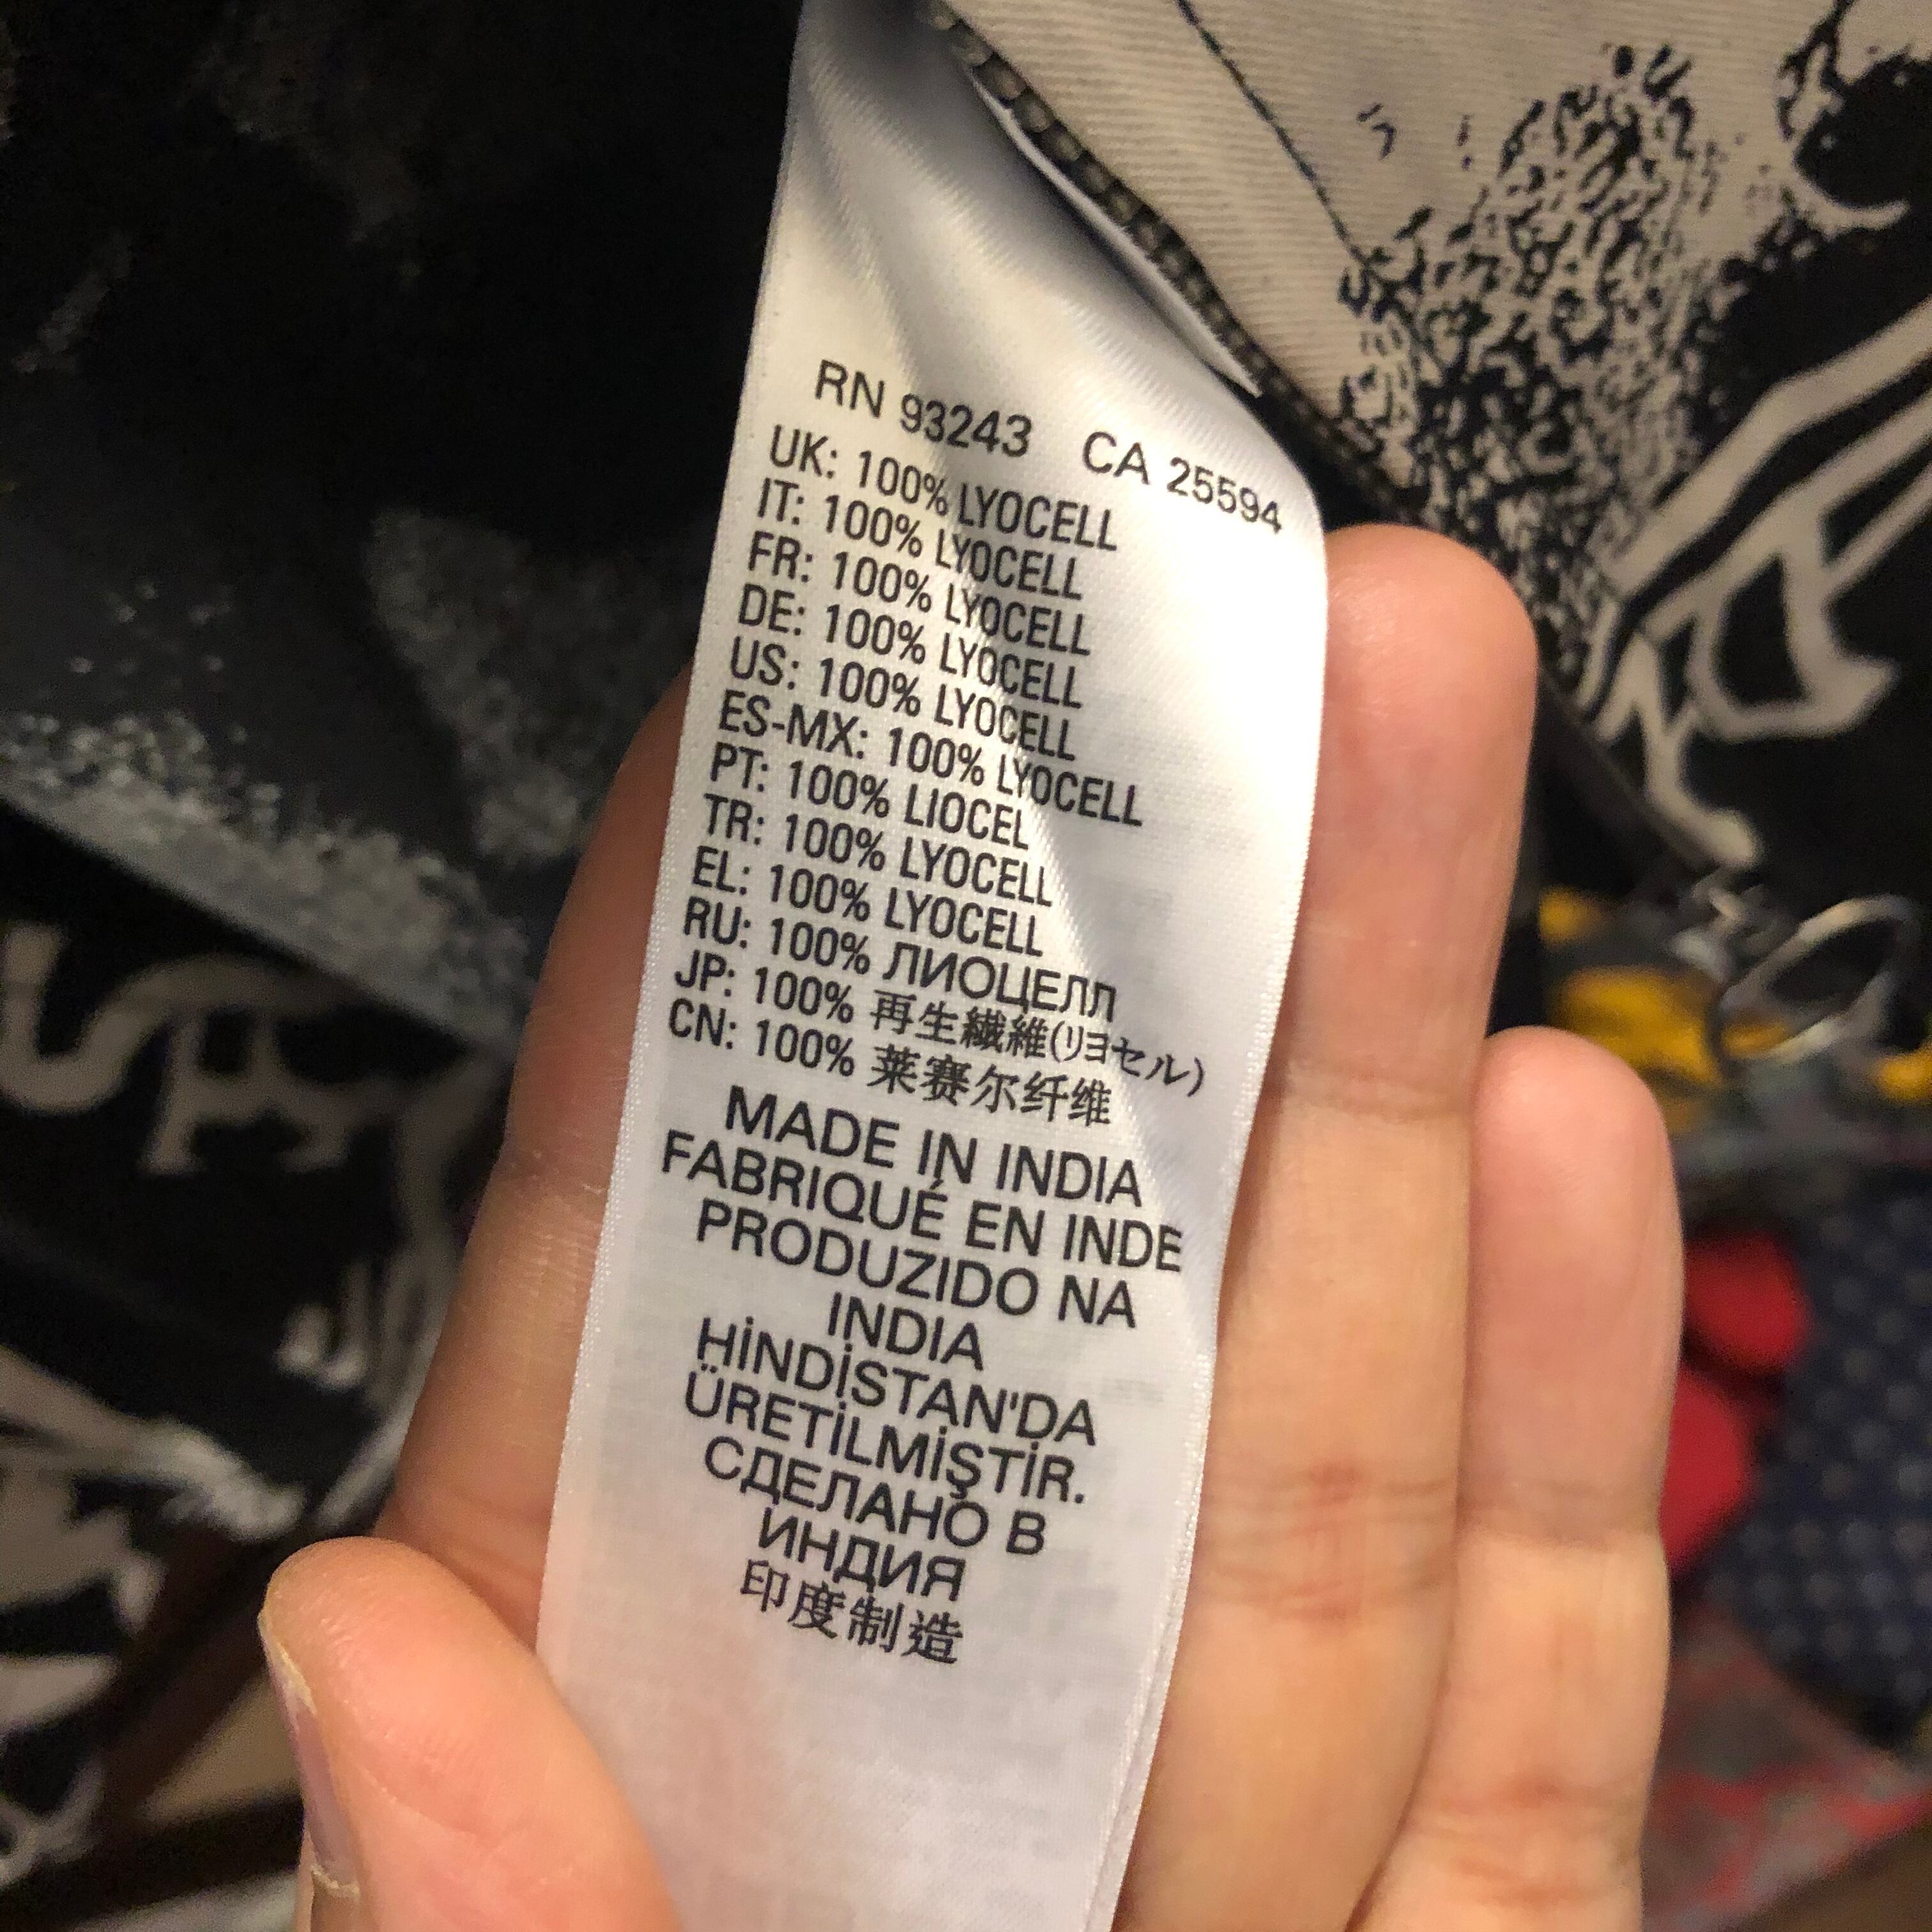 RN 93243 CA 25594
UK: 100% LYOCELL
IT: 100% LYOCELL
FR: 100% LYOCELL
DE: 100% LYOCELL
US: 100% LYOCELL
ES-MX: 100% LYOCELL
PT: 100% LIOCEL
TR: 100% LYOCELL
EL: 100% LYOCELL
RU: 100% ЛИОЦЕЛЛ
JP: 100% 再生繊維(リヨセル)
CN: 100% 莱赛尔纤维
MADE IN INDIA
FABRIQUÉ EN INDE
PRODUZIDO NA
INDIA
HİNDİSTAN'DA
ÜRETİLMİŞTİR.
СДЕЛАНО В
ИНДИЯ
印度制造